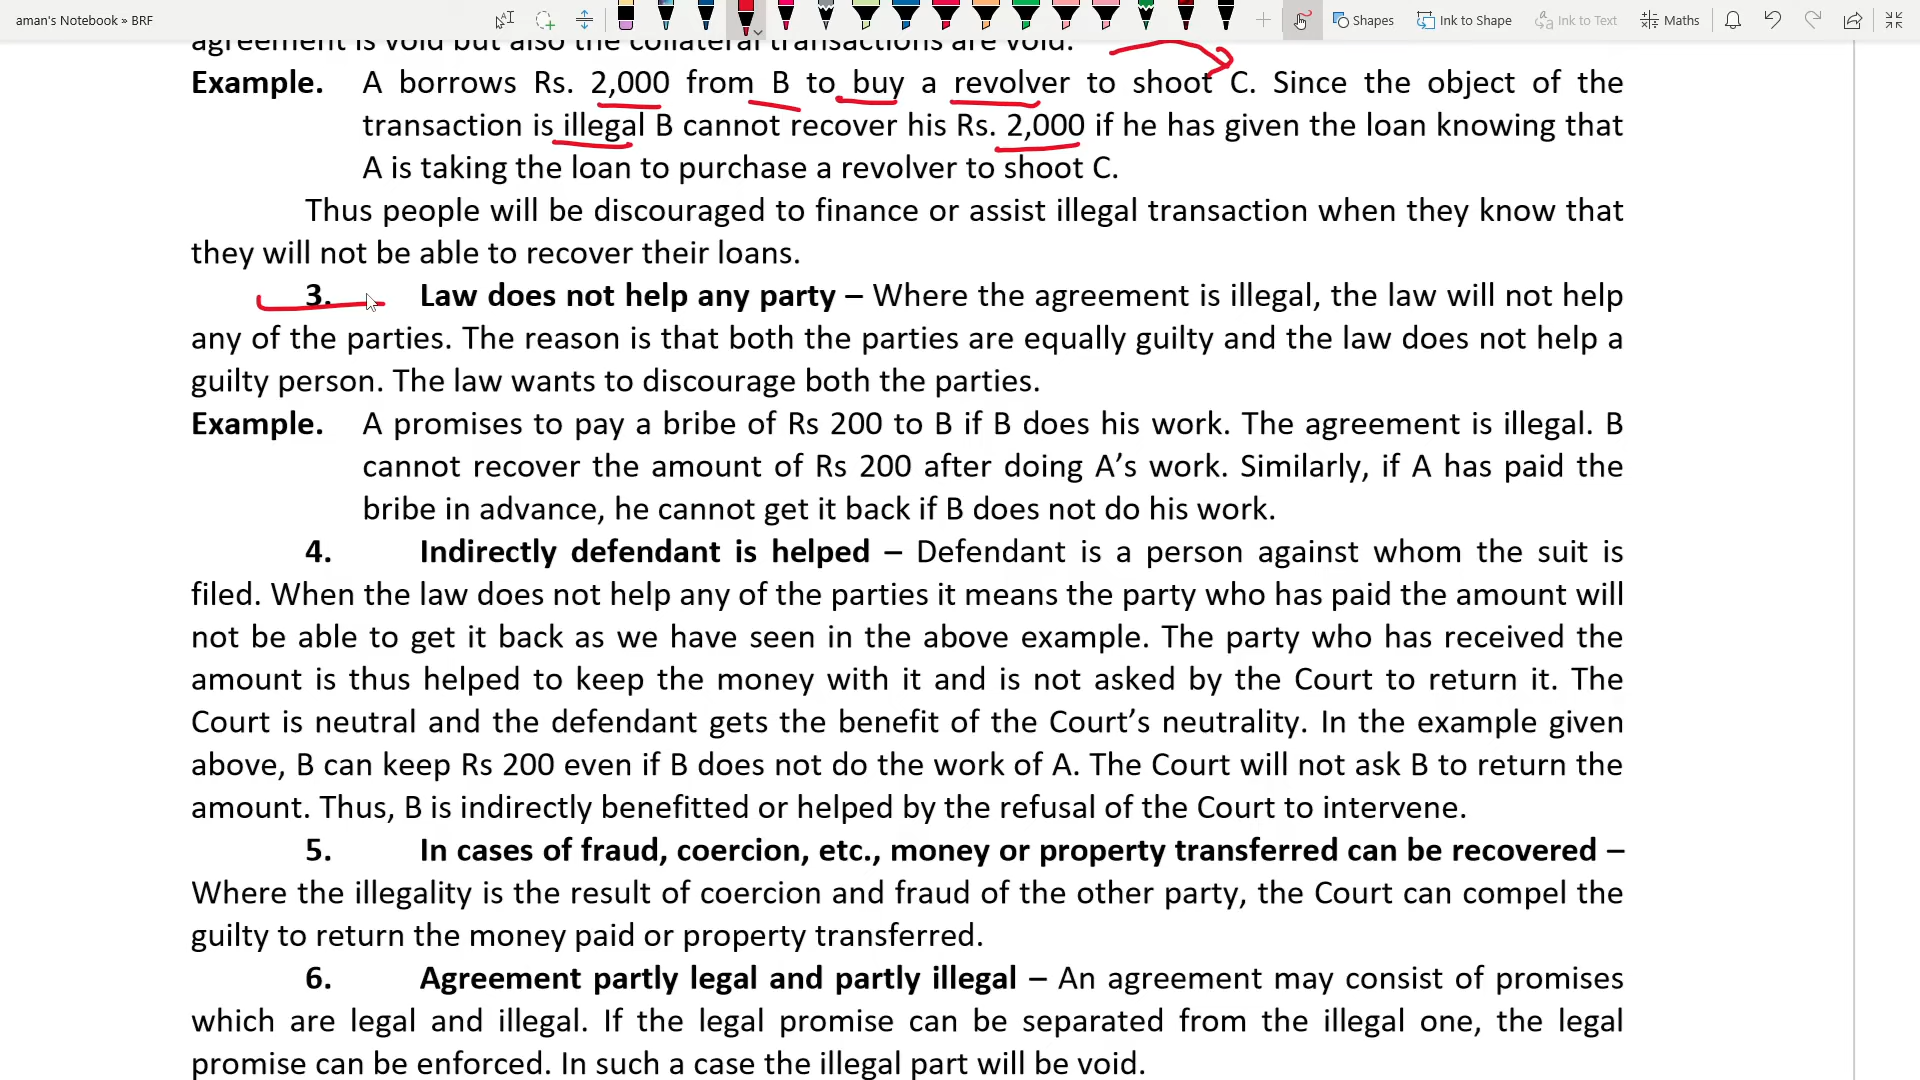 aman's Notebook » BRF
Shapes
Ink to Shape
Ink to Text
Maths
agreement is void but also the collateral transactions are void.
Example. A borrows Rs. 2,000 from B to buy a revolver to shoot C. Since the object of the
transaction is illegal B cannot recover his Rs. 2,000 if he has given the loan knowing that
A is taking the loan to purchase a revolver to shoot C.
Thus people will be discouraged to finance or assist illegal transaction when they know that
they will not be able to recover their loans.
3. Law does not help any party – Where the agreement is illegal, the law will not help
any of the parties. The reason is that both the parties are equally guilty and the law does not help a
guilty person. The law wants to discourage both the parties.
Example. A promises to pay a bribe of Rs 200 to B if B does his work. The agreement is illegal. B
cannot recover the amount of Rs 200 after doing A’s work. Similarly, if A has paid the
bribe in advance, he cannot get it back if B does not do his work.
4. Indirectly defendant is helped – Defendant is a person against whom the suit is
filed. When the law does not help any of the parties it means the party who has paid the amount will
not be able to get it back as we have seen in the above example. The party who has received the
amount is thus helped to keep the money with it and is not asked by the Court to return it. The
Court is neutral and the defendant gets the benefit of the Court’s neutrality. In the example given
above, B can keep Rs 200 even if B does not do the work of A. The Court will not ask B to return the
amount. Thus, B is indirectly benefitted or helped by the refusal of the Court to intervene.
5. In cases of fraud, coercion, etc., money or property transferred can be recovered –
Where the illegality is the result of coercion and fraud of the other party, the Court can compel the
guilty to return the money paid or property transferred.
6. Agreement partly legal and partly illegal – An agreement may consist of promises
which are legal and illegal. If the legal promise can be separated from the illegal one, the legal
promise can be enforced. In such a case the illegal part will be void.